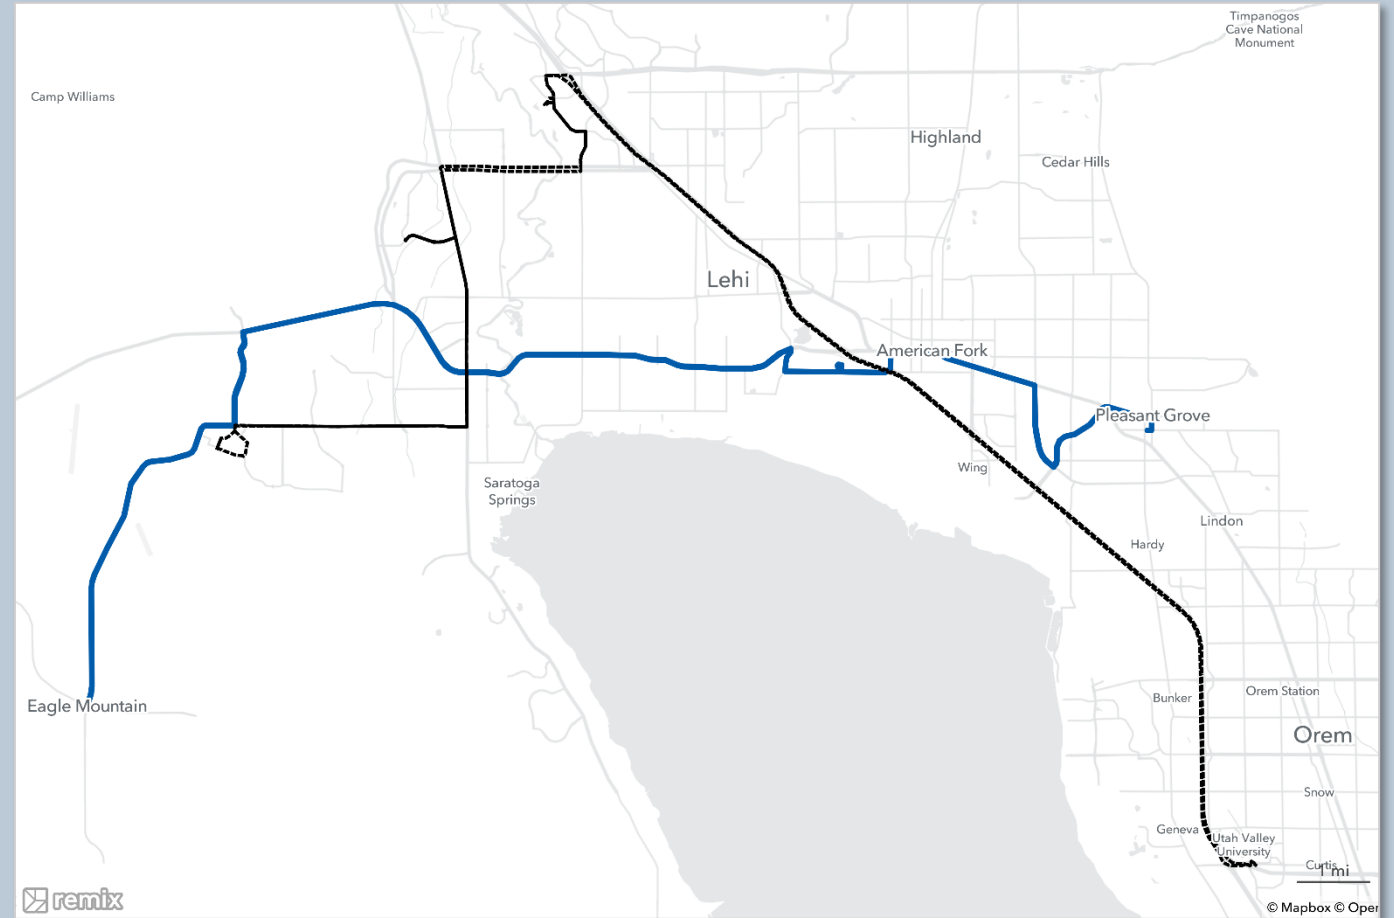 Timpanogos
Cave National
Monument
Camp Williams
Highland
Cedar Hills
Lehi
American Fork
Pleasant Grove
Wing
Saratoga
Springs
Lindon
Hardy
Eagle Mountain
Bunker
Orem Station
Orem
Snow
Geneva
Utah Valley
University
Curtis
1 mi
remix
© Mapbox © Oper